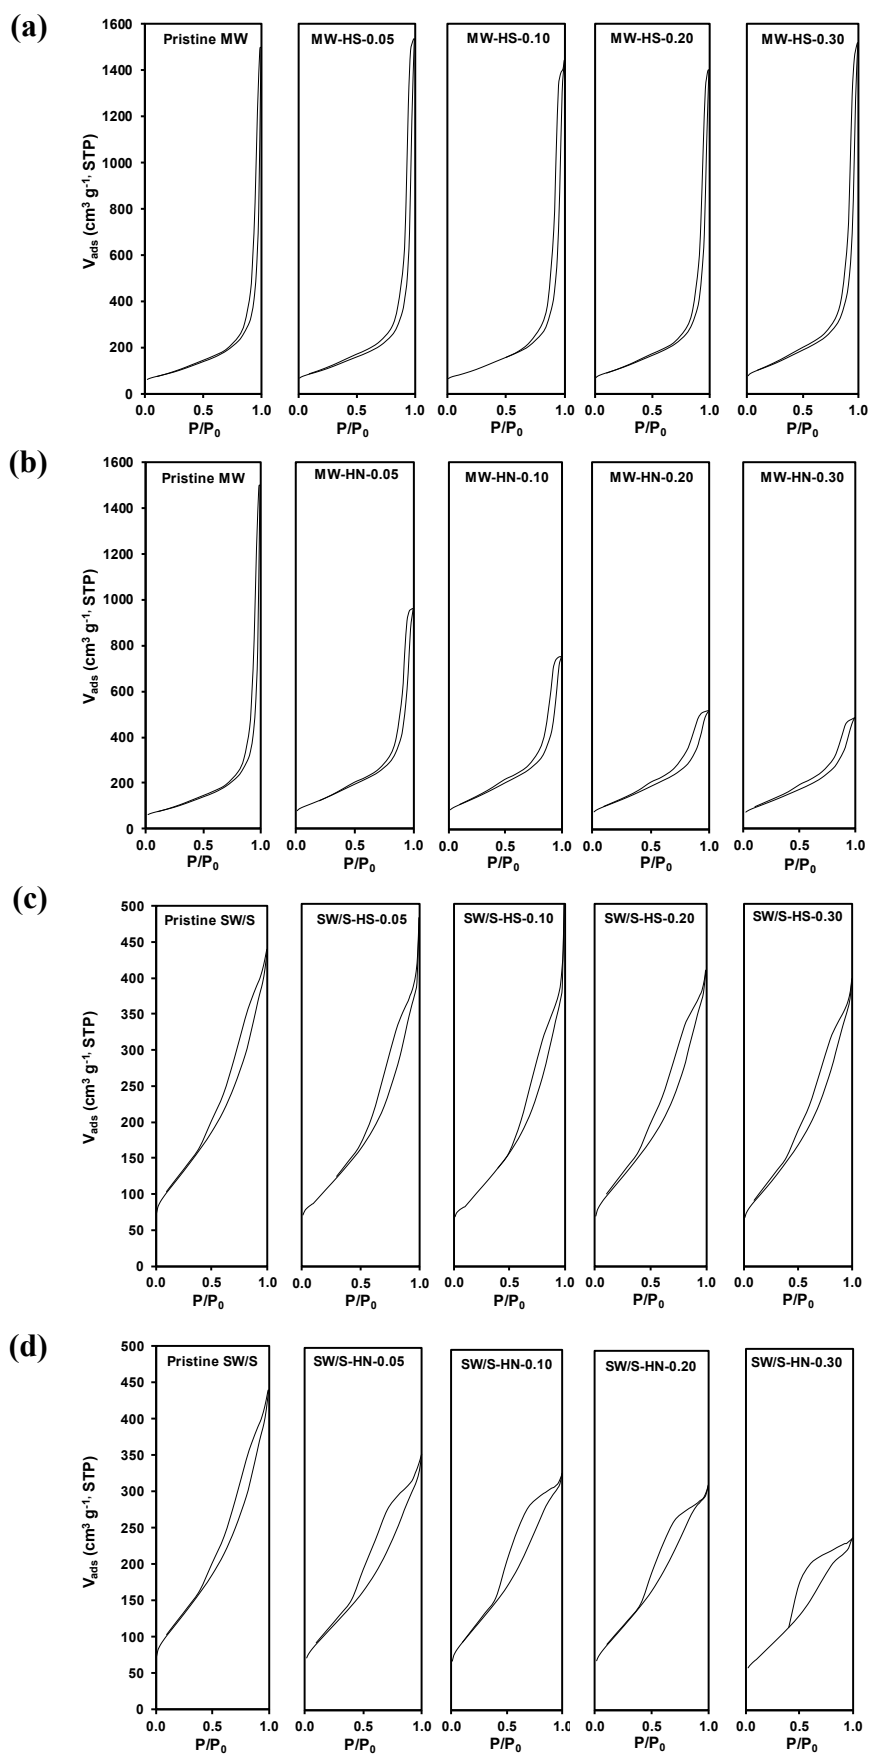 (a)
Pristine MW MW-HS-0.05 MW-HS-0.10 MW-HS-0.20 MW-HS-0.30
1600
1400
1200
1000
800
600
400
200
0
V_ads (cm³ g⁻¹, STP)
0.0 0.5 1.0 0.0 0.5 1.0 0.0 0.5 1.0 0.0 0.5 1.0 0.0 0.5 1.0
P/P₀ P/P₀ P/P₀ P/P₀ P/P₀
(b)
Pristine MW MW-HN-0.05 MW-HN-0.10 MW-HN-0.20 MW-HN-0.30
1600
1400
1200
1000
800
600
400
200
0
V_ads (cm³ g⁻¹, STP)
0.0 0.5 1.0 0.0 0.5 1.0 0.0 0.5 1.0 0.0 0.5 1.0 0.0 0.5 1.0
P/P₀ P/P₀ P/P₀ P/P₀ P/P₀
(c)
Pristine SW/S SW/S-HS-0.05 SW/S-HS-0.10 SW/S-HS-0.20 SW/S-HS-0.30
500
450
400
350
300
250
200
150
100
50
0
V_ads (cm³ g⁻¹, STP)
0.0 0.5 1.0 0.0 0.5 1.0 0.0 0.5 1.0 0.0 0.5 1.0 0.0 0.5 1.0
P/P₀ P/P₀ P/P₀ P/P₀ P/P₀
(d)
Pristine SW/S SW/S-HN-0.05 SW/S-HN-0.10 SW/S-HN-0.20 SW/S-HN-0.30
500
450
400
350
300
250
200
150
100
50
0
V_ads (cm³ g⁻¹, STP)
0.0 0.5 1.0 0.0 0.5 1.0 0.0 0.5 1.0 0.0 0.5 1.0 0.0 0.5 1.0
P/P₀ P/P₀ P/P₀ P/P₀ P/P₀